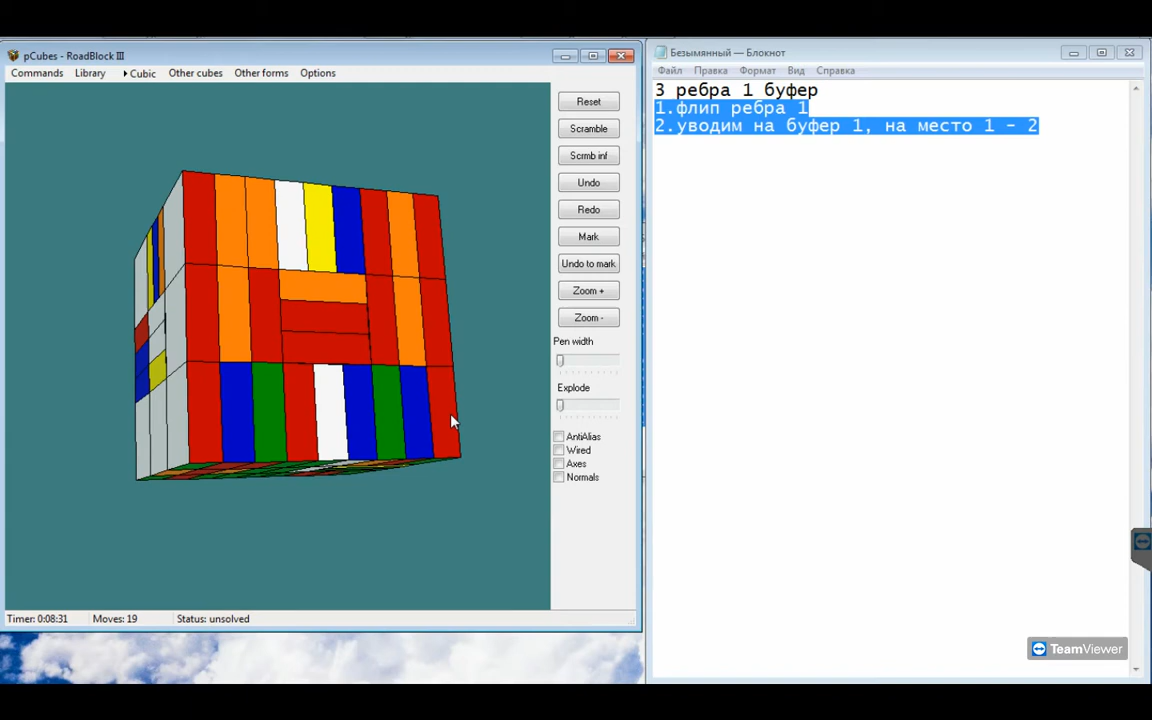 pCubes - RoadBlock III
Commands Library Cubic Other cubes Other forms Options
Reset
Scramble
Scrmb inf
Undo
Redo
Mark
Undo to mark
Zoom +
Zoom -
Pen width
Explode
AntiAlias
Wired
Axes
Normals
Timer: 0:08:31 Moves: 19 Status: unsolved
Безымянный — Блокнот
Файл Правка Формат Вид Справка
3 ребра 1 буфер
1.флип ребра 1
2.уводим на буфер 1, на место 1 - 2
TeamViewer